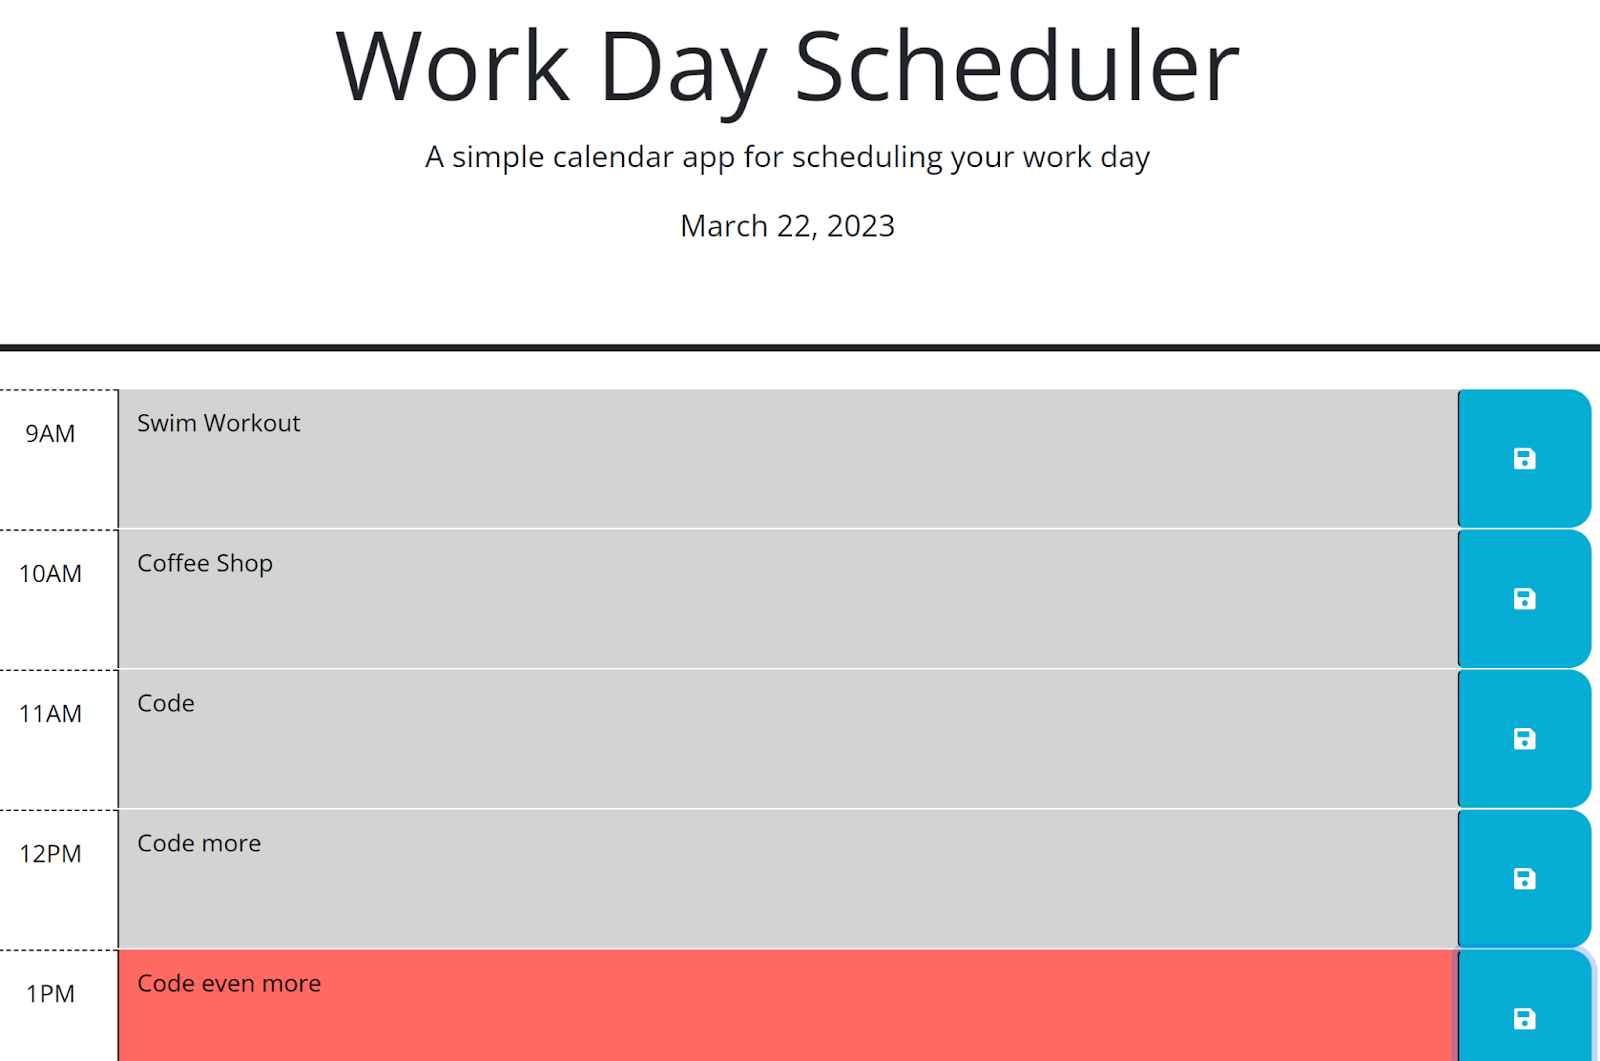 Work Day Scheduler
A simple calendar app for scheduling your work day
March 22, 2023
9AM
Swim Workout
10AM
Coffee Shop
11AM
Code
12PM
Code more
1PM
Code even more